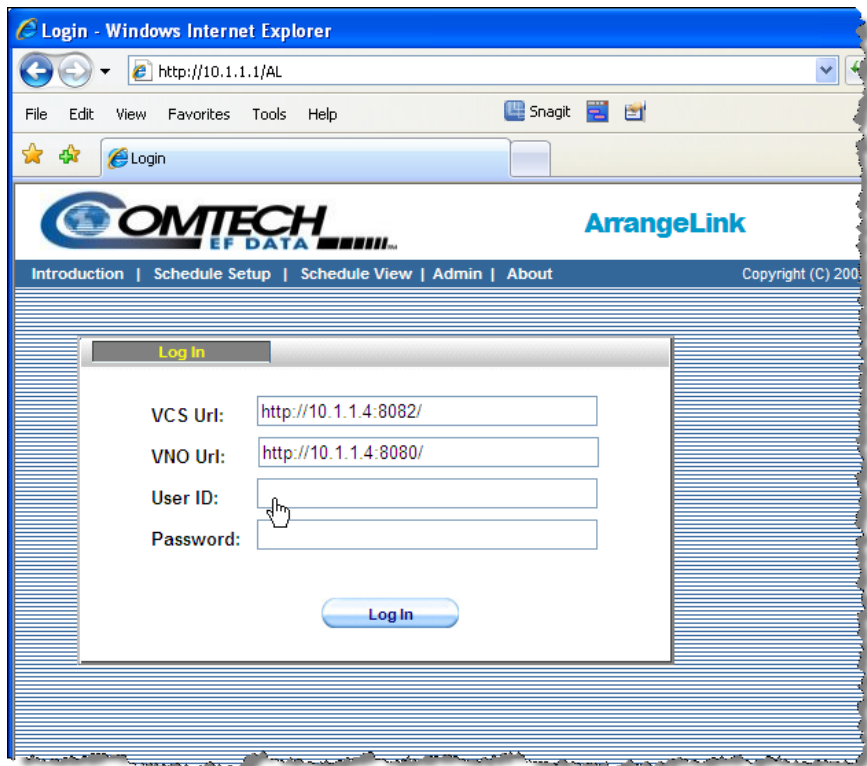 Login - Windows Internet Explorer
http://10.1.1.1/AL
File Edit View Favorites Tools Help Snagit
Login
COMTECH
EF DATA
ArrangeLink
Introduction | Schedule Setup | Schedule View | Admin | About Copyright (C) 200
Log In
VCS Url: http://10.1.1.4:8082/
VNO Url: http://10.1.1.4:8080/
User ID:
Password:
Log In